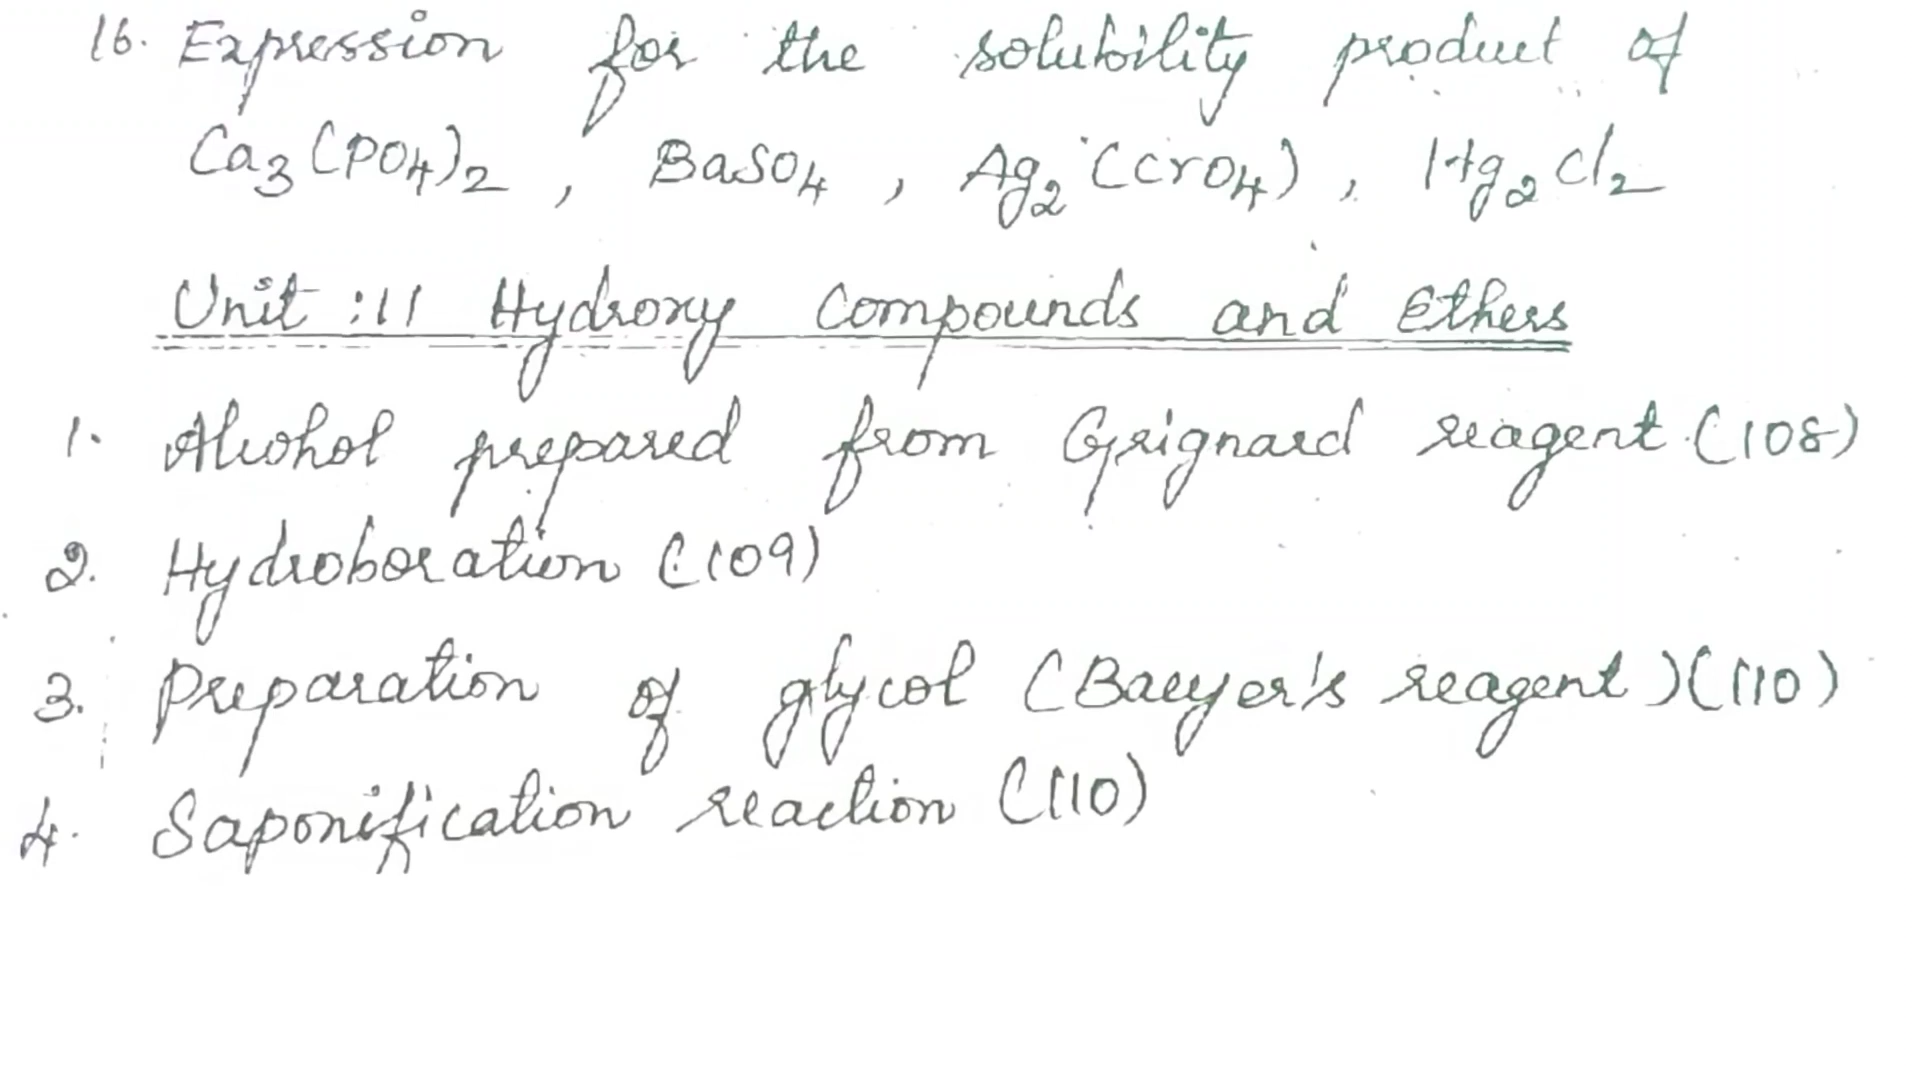 16. Expression for the solubility product of
Ca3(PO4)2, BaSO4, Ag2(CrO4), Hg2Cl2
Unit : 11 Hydroxy Compounds and Ethers
1. Alcohol prepared from Grignard reagent (108)
2. Hydroboration (109)
3. Preparation of glycol (Baeyer's reagent) (110)
4. Saponification reaction (110)